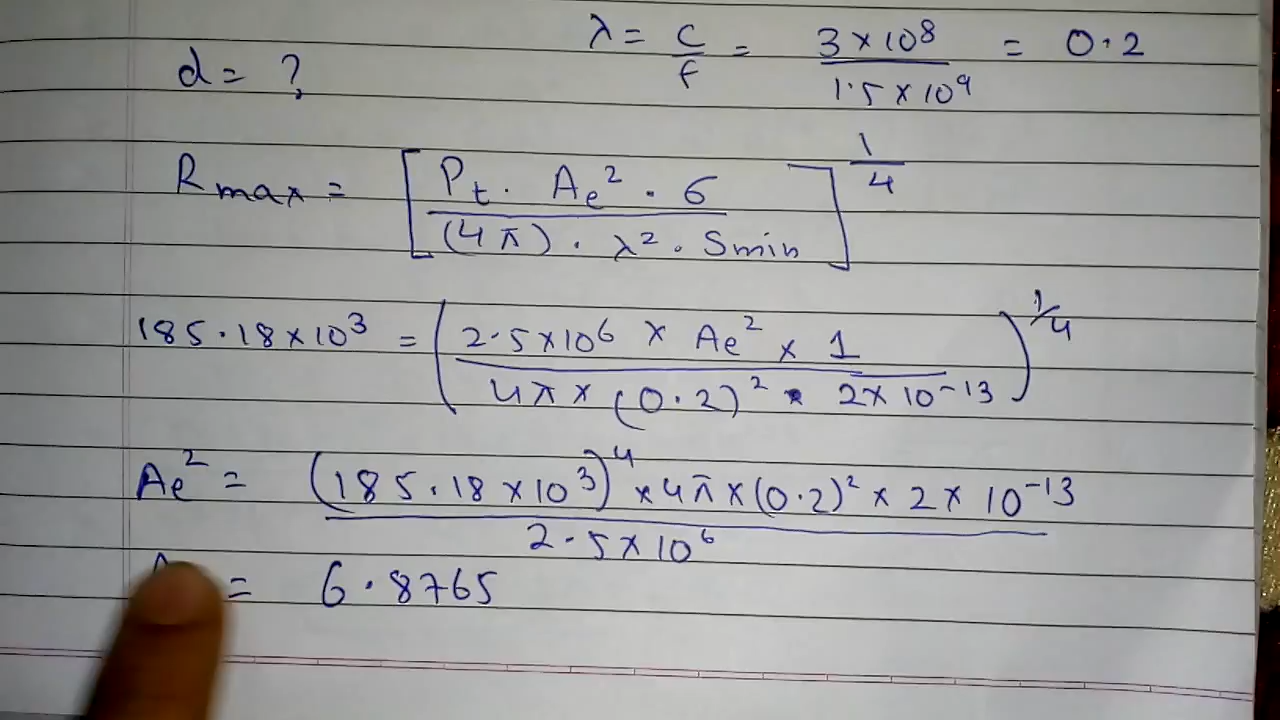 λ = c/f = 3 × 10⁸ / 1.5 × 10⁹ = 0.2
d = ?
Rmax = [Pt . Ae² . 6 / (4π) . λ² . Smin]^1/4
185.18 × 10³ = (2.5 × 10⁶ × Ae² × 1 / 4π × (0.2)² × 2 × 10⁻¹³)^1/4
Ae² = (185.18 × 10³)⁴ × 4π × (0.2)² × 2 × 10⁻¹³ / 2.5 × 10⁶
= 6.8765